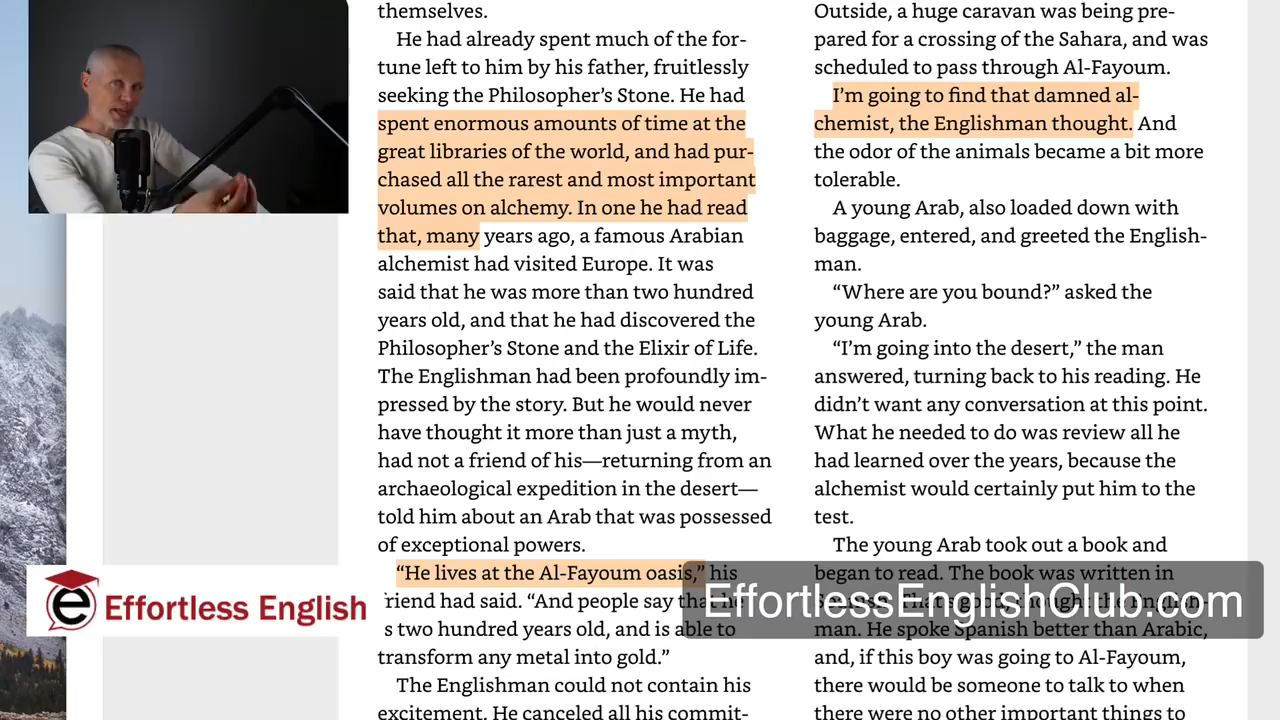 themselves.
He had already spent much of the for-
tune left to him by his father, fruitlessly
seeking the Philosopher’s Stone. He had
spent enormous amounts of time at the
great libraries of the world, and had pur-
chased all the rarest and most important
volumes on alchemy. In one he had read
that, many years ago, a famous Arabian
alchemist had visited Europe. It was
said that he was more than two hundred
years old, and that he had discovered the
Philosopher’s Stone and the Elixir of Life.
The Englishman had been profoundly im-
pressed by the story. But he would never
have thought it more than just a myth,
had not a friend of his—returning from an
archaeological expedition in the desert—
told him about an Arab that was possessed
of exceptional powers.
“He lives at the Al-Fayoum oasis,” his
friend had said. “And people say that he
s two hundred years old, and is able to
transform any metal into gold.”
The Englishman could not contain his
excitement. He canceled all his commit-
Outside, a huge caravan was being pre-
pared for a crossing of the Sahara, and was
scheduled to pass through Al-Fayoum.
I’m going to find that damned al-
chemist, the Englishman thought. And
the odor of the animals became a bit more
tolerable.
A young Arab, also loaded down with
baggage, entered, and greeted the English-
man.
“Where are you bound?” asked the
young Arab.
“I’m going into the desert,” the man
answered, turning back to his reading. He
didn’t want any conversation at this point.
What he needed to do was review all he
had learned over the years, because the
alchemist would certainly put him to the
test.
The young Arab took out a book and
began to read. The book was written in
That’s good, thought the English-
man. He spoke Spanish better than Arabic,
and, if this boy was going to Al-Fayoum,
there would be someone to talk to when
there were no other important things to
e Effortless English
EffortlessEnglishClub.com